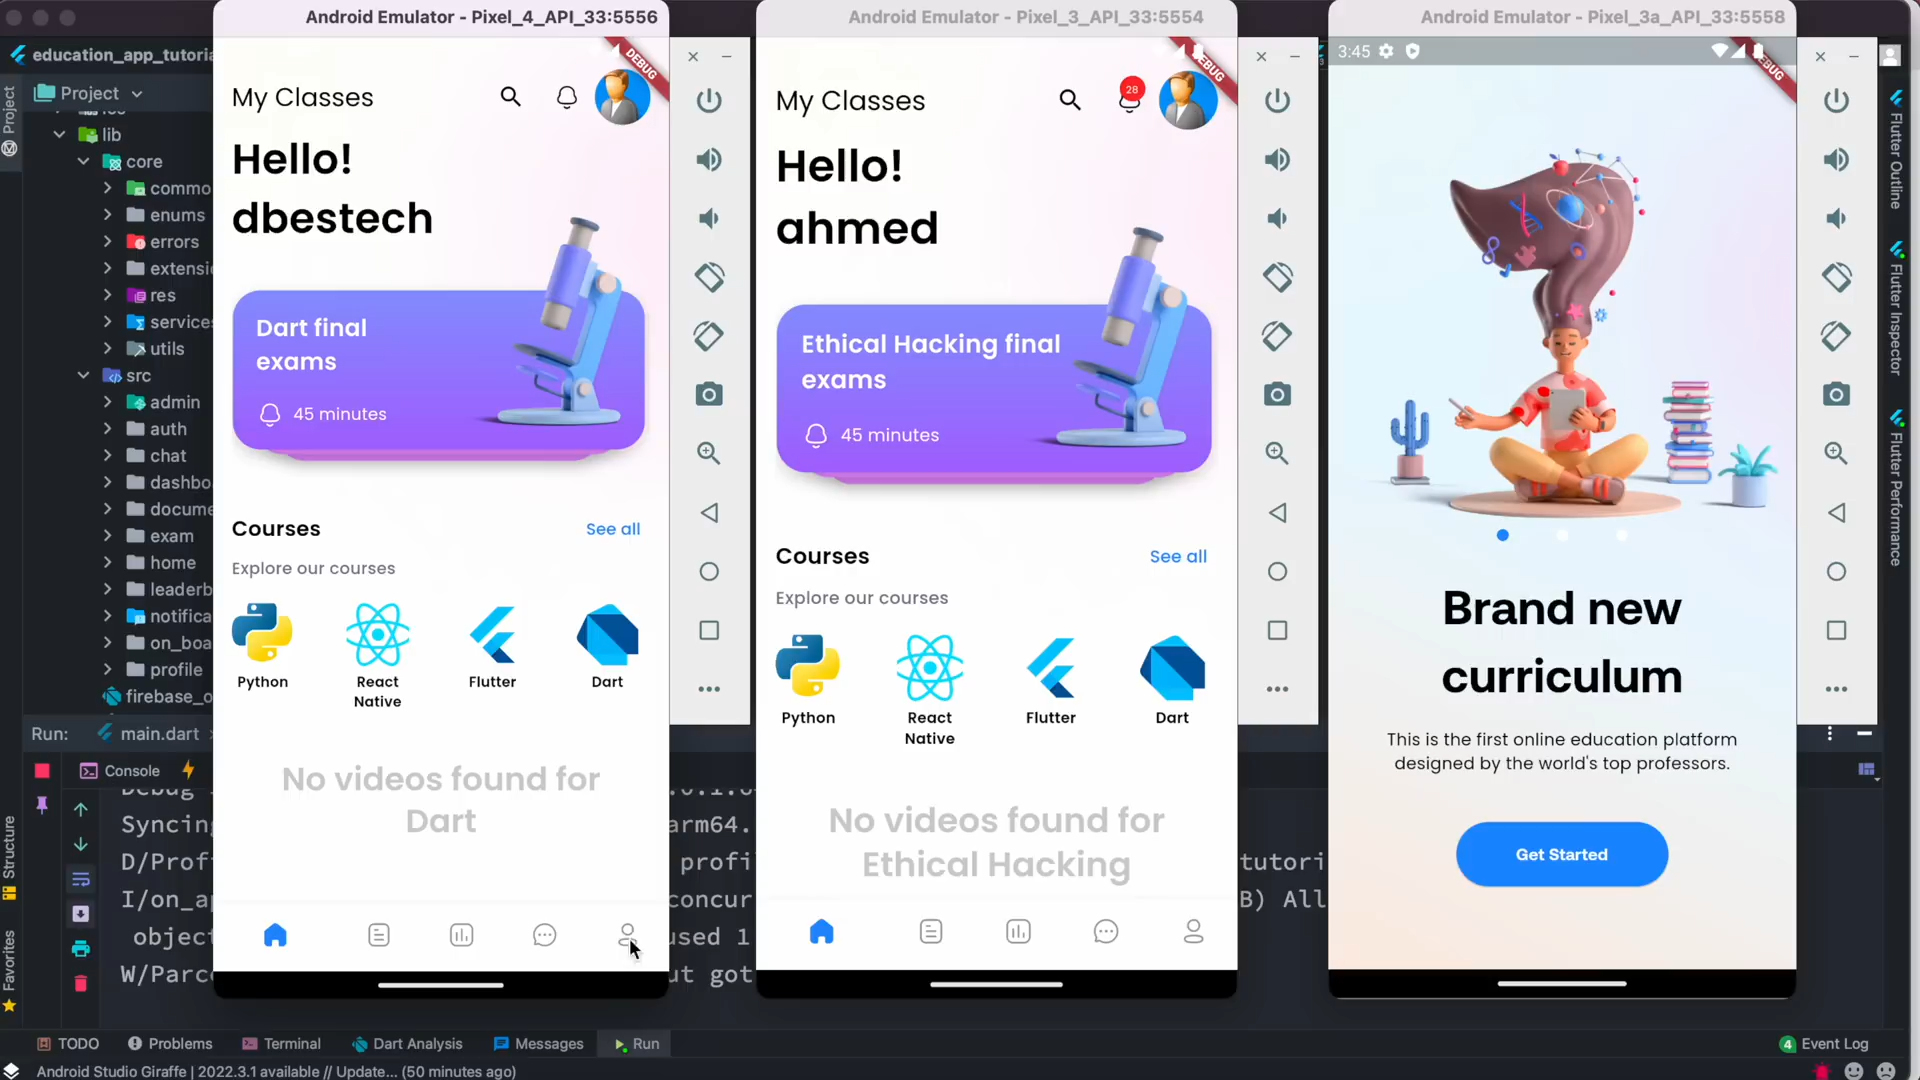 Android Emulator - Pixel_4_API_33:5556
DEBUG
My Classes
Hello!
dbestech
Dart final
exams
45 minutes
Courses
See all
Explore our courses
Python
React
Native
Flutter
Dart
No videos found for
Dart
Android Emulator - Pixel_3_API_33:5554
My Classes
28
Hello!
ahmed
Ethical Hacking final
exams
45 minutes
Courses
See all
Explore our courses
Python
React
Native
Flutter
Dart
No videos found for
Ethical Hacking
Android Emulator - Pixel_3a_API_33:5558
3:45
Brand new
curriculum
This is the first online education platform
designed by the world's top professors.
Get Started
education_app_tutoria
Project
Project
lib
core
commo
enums
errors
extensi
res
services
utils
src
admin
auth
chat
dashbo
docume
exam
home
leaderb
notifica
on_boa
profile
firebase_o
Flutter Outline
Flutter Inspector
Flutter Performance
Run:
main.dart
Console
Syncing
arm64.
D/Prof
profi
tutori
I/on_a
concur
B) All
object
used 1
W/Parc
ut got
Structure
Favorites
TODO
Problems
Terminal
Dart Analysis
Messages
Run
4 Event Log
Android Studio Giraffe | 2022.3.1 available // Update... (50 minutes ago)